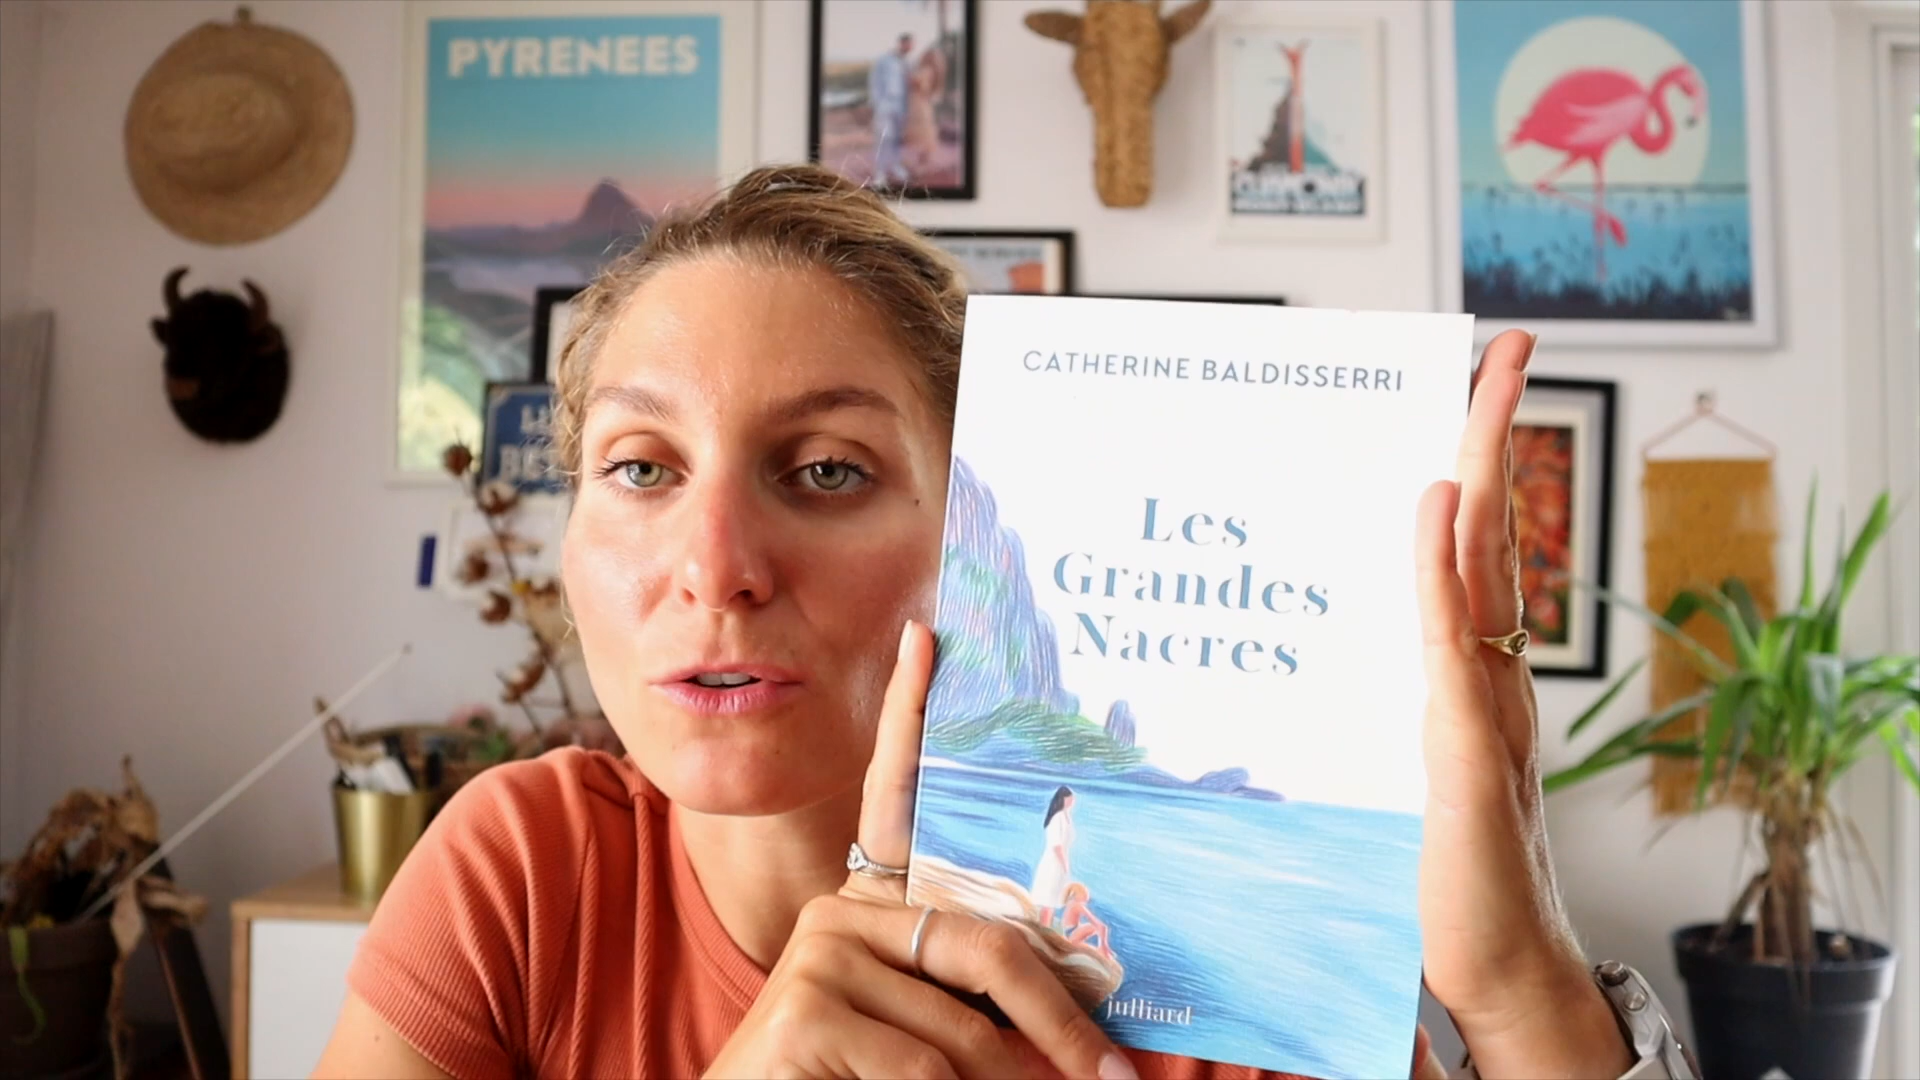 PYRENEES
CATHERINE BALDISSERRI
Les
Grandes
Nacres
julliard